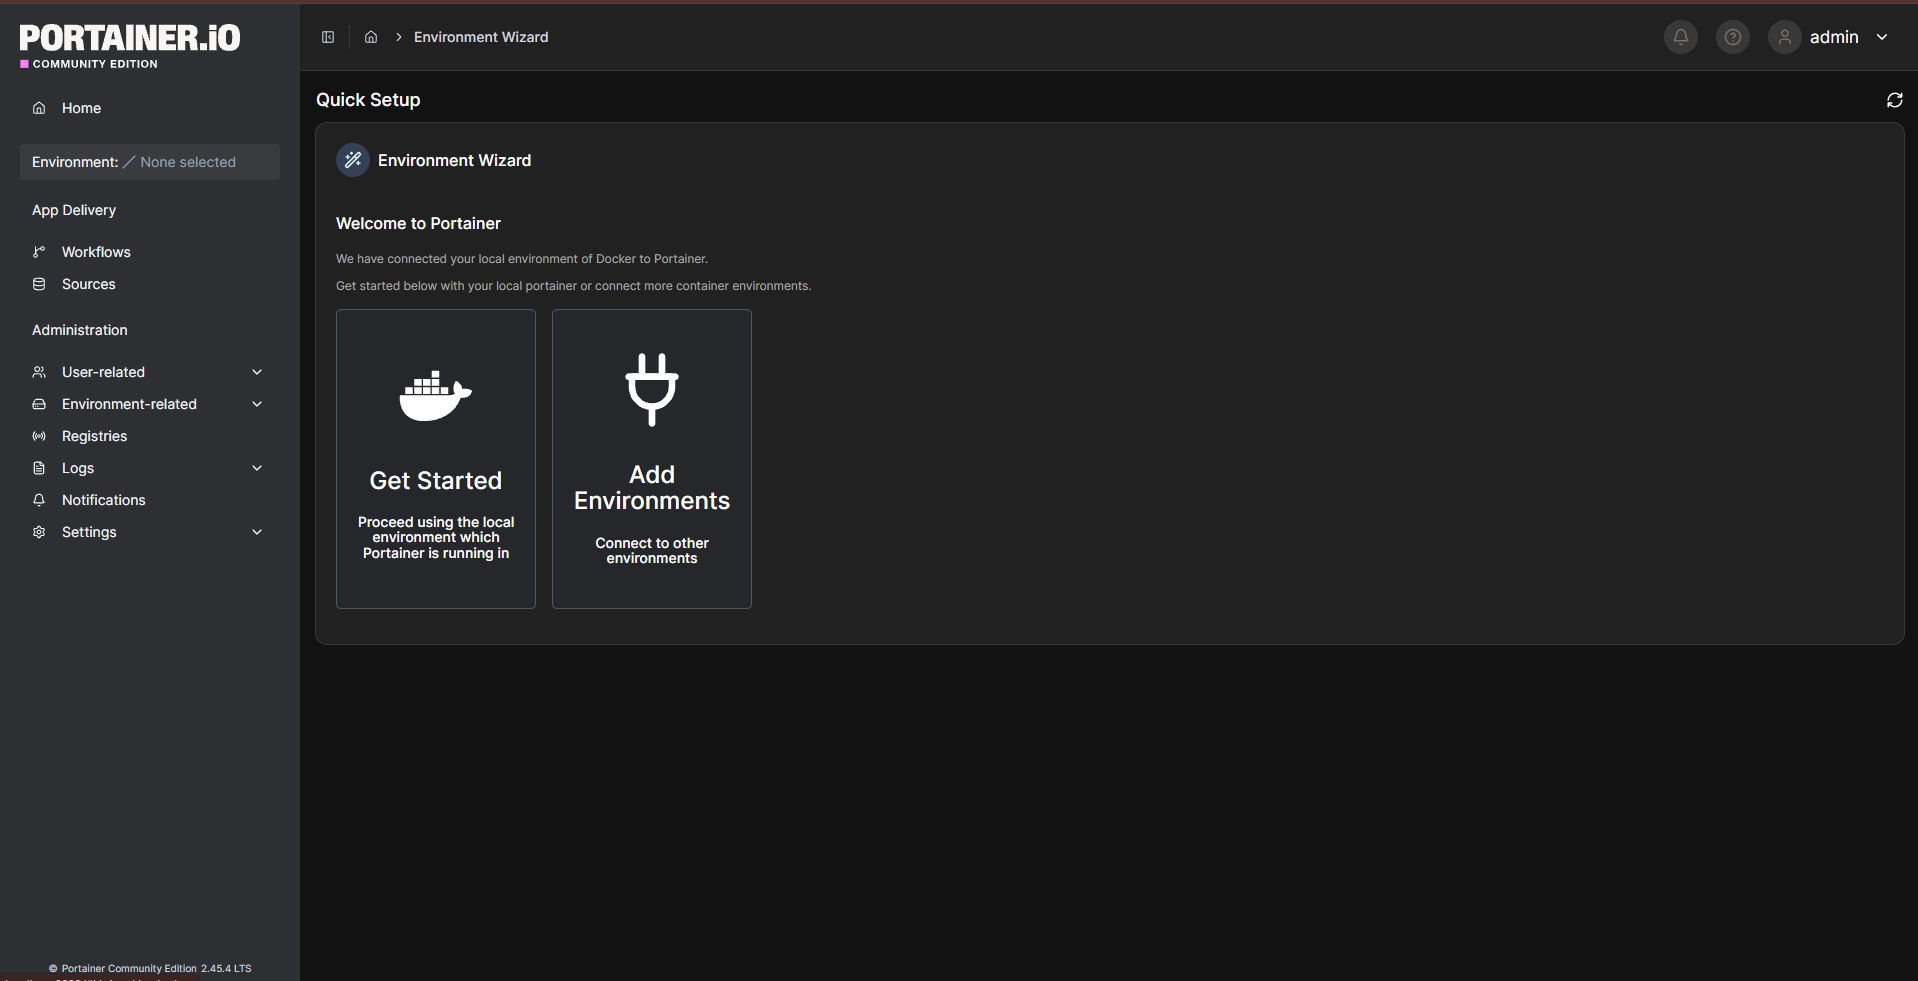 PORTAINER.iO
COMMUNITY EDITION
Home
Environment: None selected
App Delivery
Workflows
Sources
Administration
User-related
Environment-related
Registries
Logs
Notifications
Settings
© Portainer Community Edition 2.45.4 LTS
Environment Wizard
admin
Quick Setup
Environment Wizard
Welcome to Portainer
We have connected your local environment of Docker to Portainer.
Get started below with your local portainer or connect more container environments.
Get Started
Proceed using the local
environment which
Portainer is running in
Add
Environments
Connect to other
environments